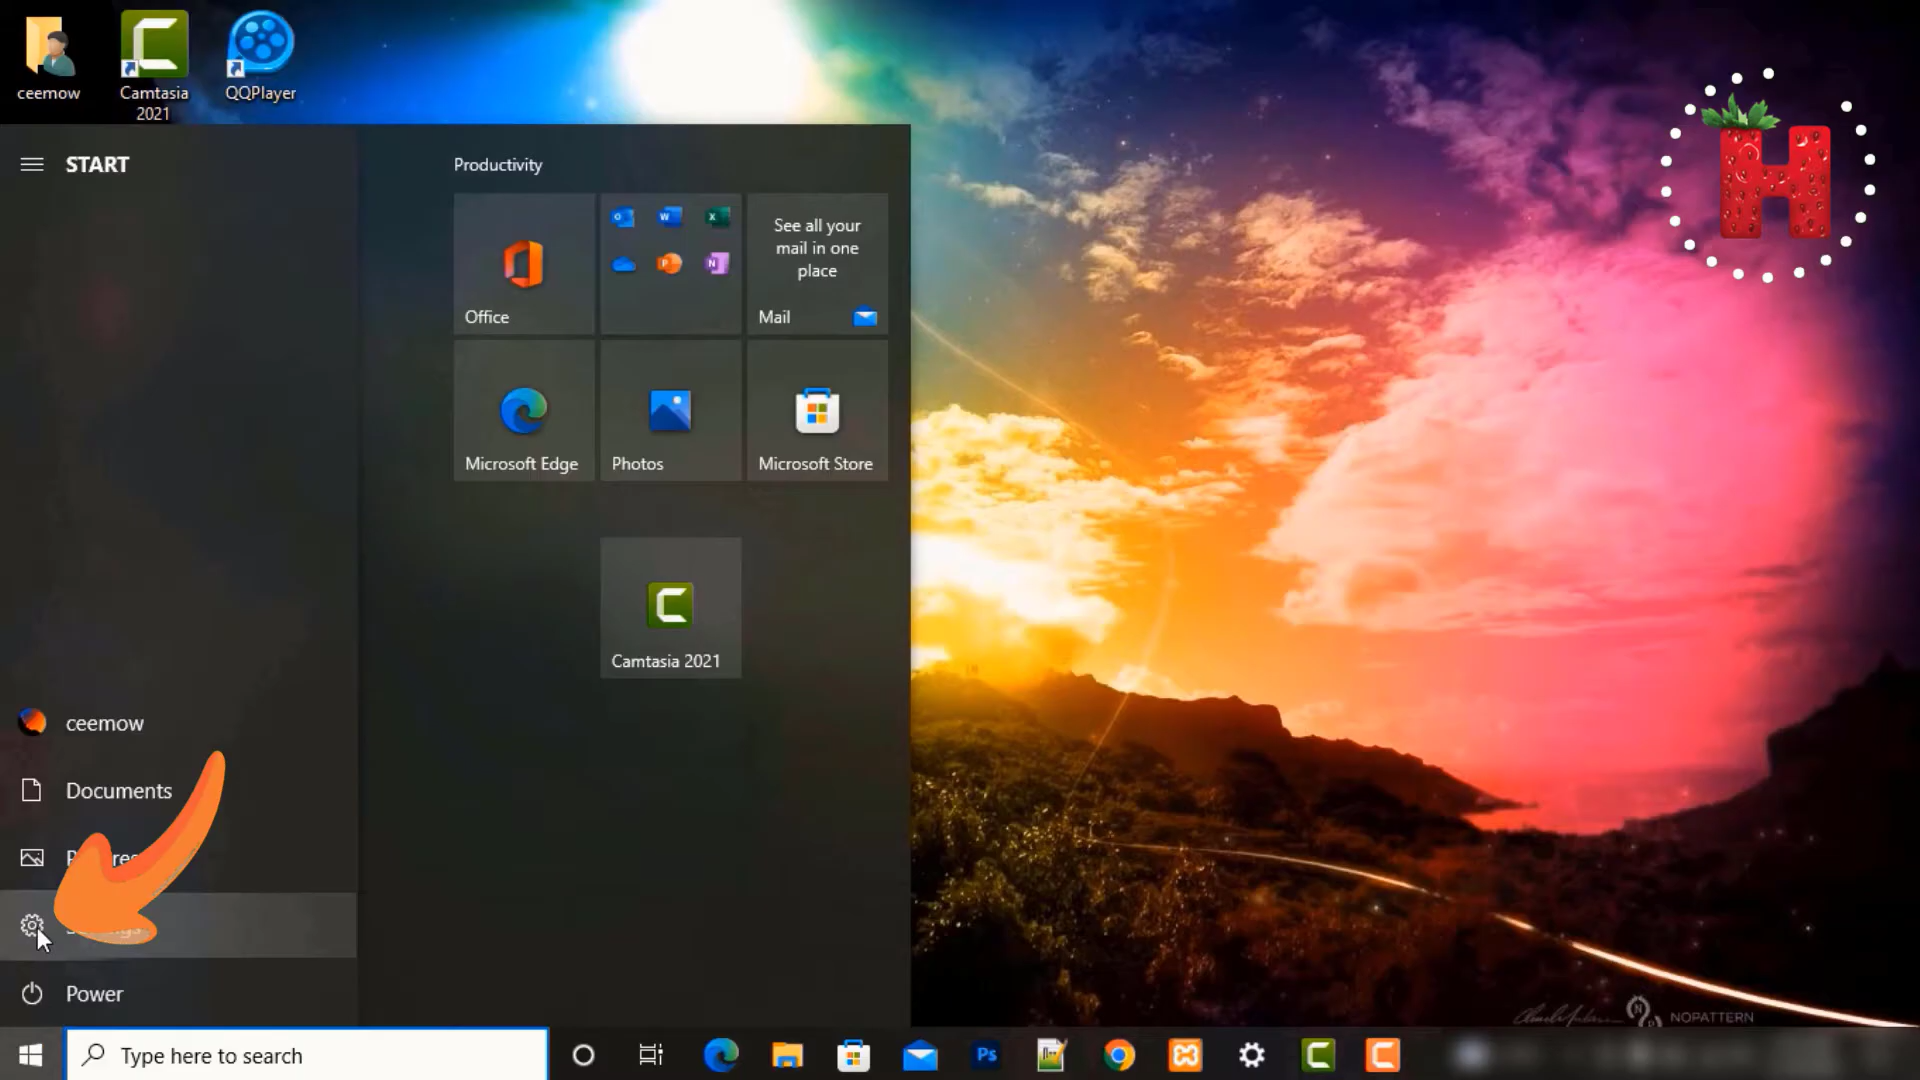 ceemow
Camtasia
2021
QQPlayer
START
Productivity
Office
See all your
mail in one
place
Mail
Microsoft Edge
Photos
Microsoft Store
Camtasia 2021
ceemow
Documents
Power
Type here to search
Ps
H
NOPATTERN